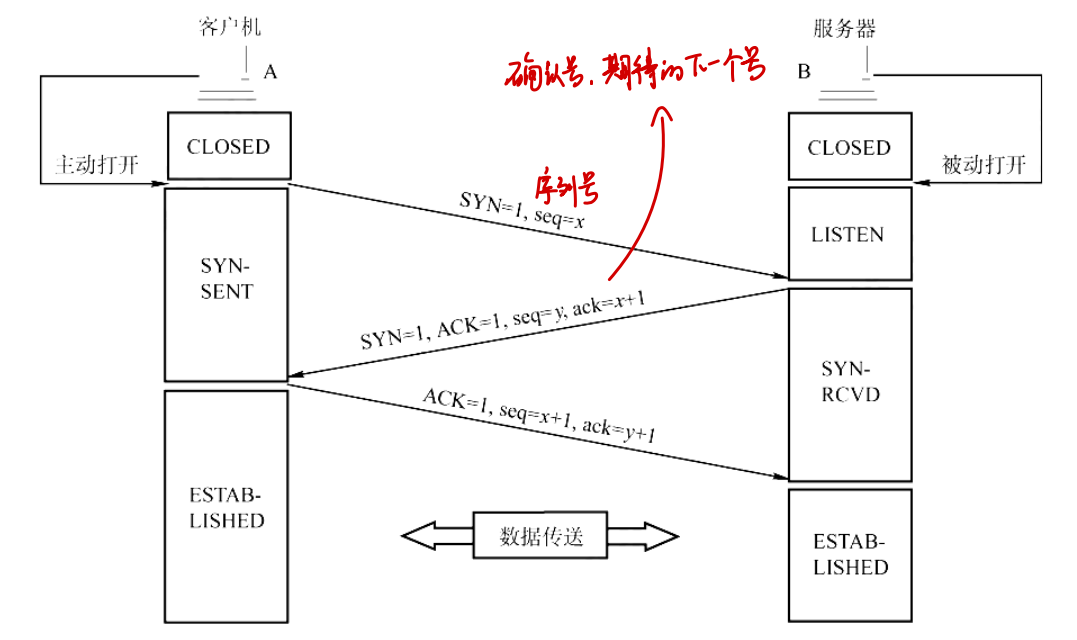 客户机
服务器
A
B
确认号，期待的下一个号
CLOSED
CLOSED
主动打开
被动打开
序列号
SYN=1, seq=x
LISTEN
SYN-
SENT
SYN=1, ACK=1, seq=y, ack=x+1
SYN-
RCVD
ACK=1, seq=x+1, ack=y+1
ESTAB-
LISHED
数据传送
ESTAB-
LISHED